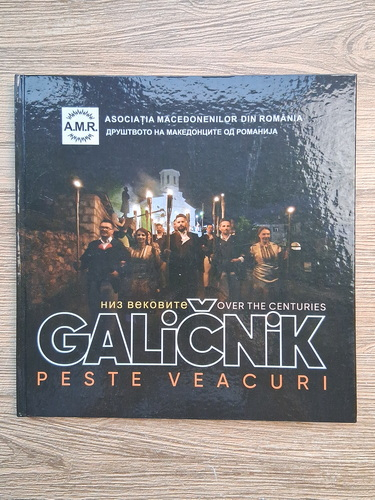 A.M.R.
ASOCIAȚIA MACEDONENILOR DIN ROMÂNIA
ДРУШТВОТО НА МАКЕДОНЦИТЕ ОД РОМАНИЈА
низ вековите OVER THE CENTURIES
GALiČNiK
PESTE VEACURI